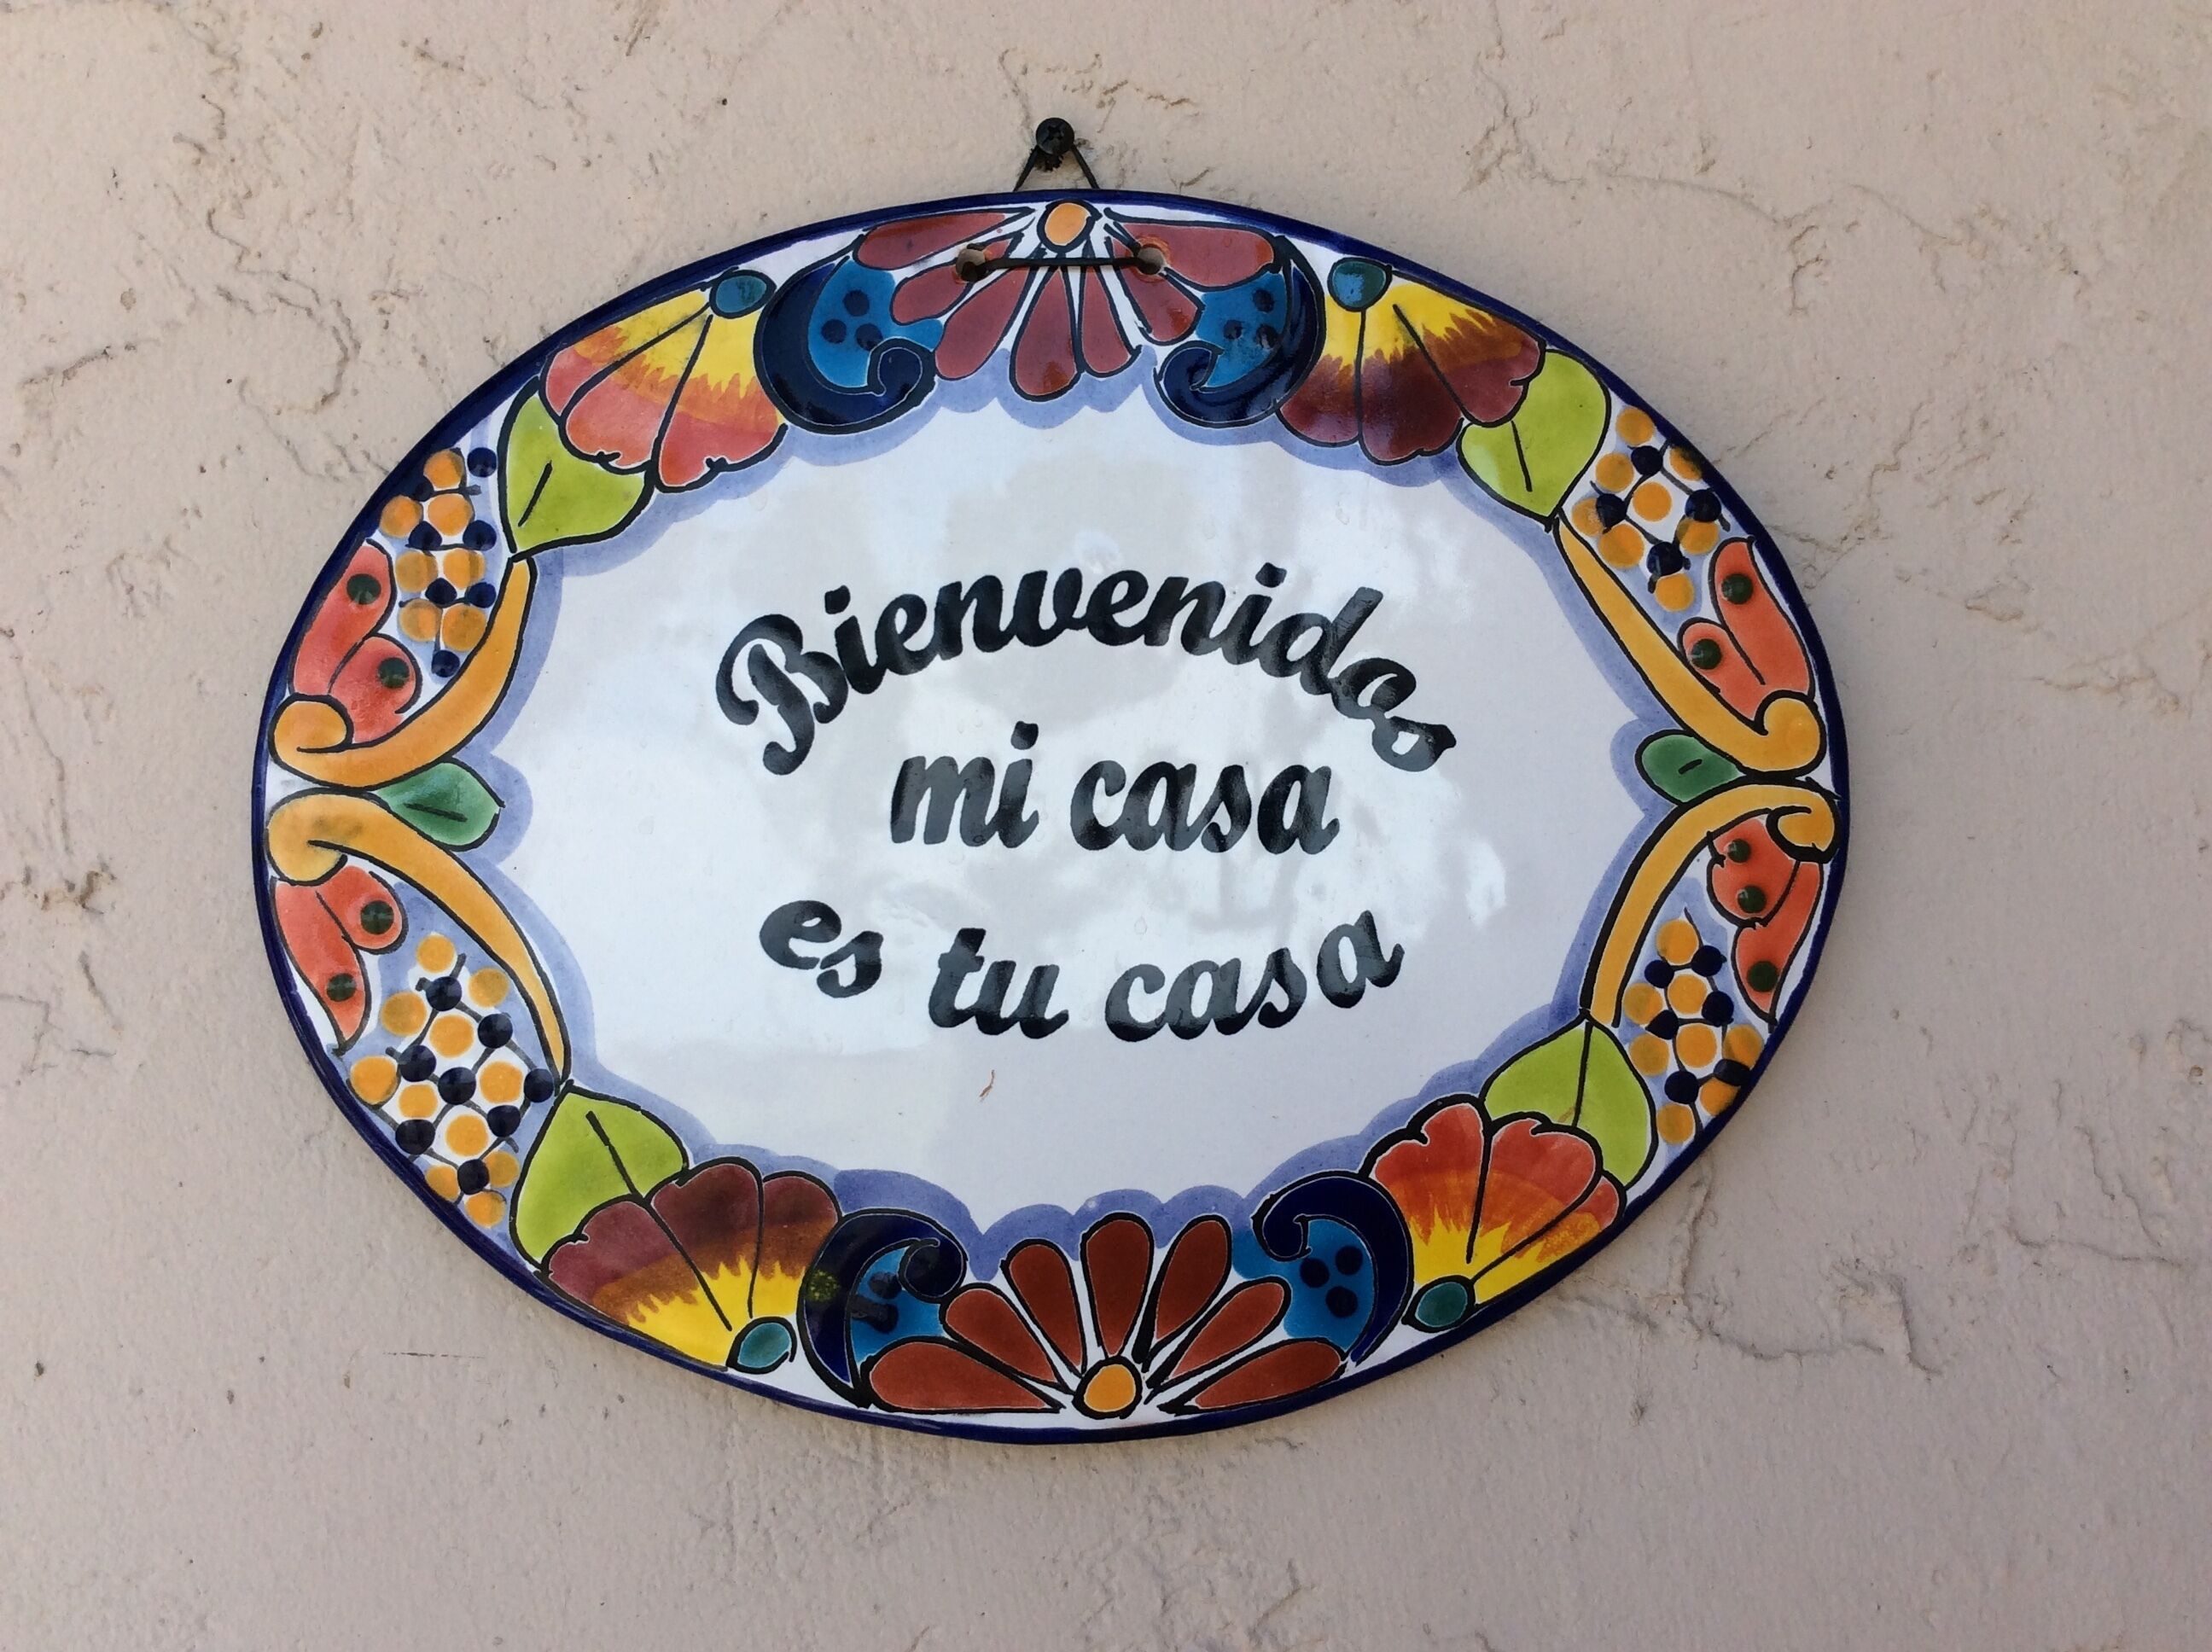 Bienvenidos
mi casa
es tu casa